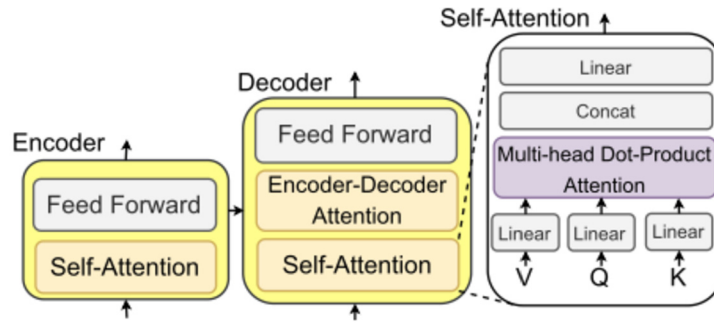 Encoder
Feed Forward
Self-Attention
Decoder
Feed Forward
Encoder-Decoder
Attention
Self-Attention
Self-Attention
Linear
Concat
Multi-head Dot-Product
Attention
Linear Linear Linear
V Q K